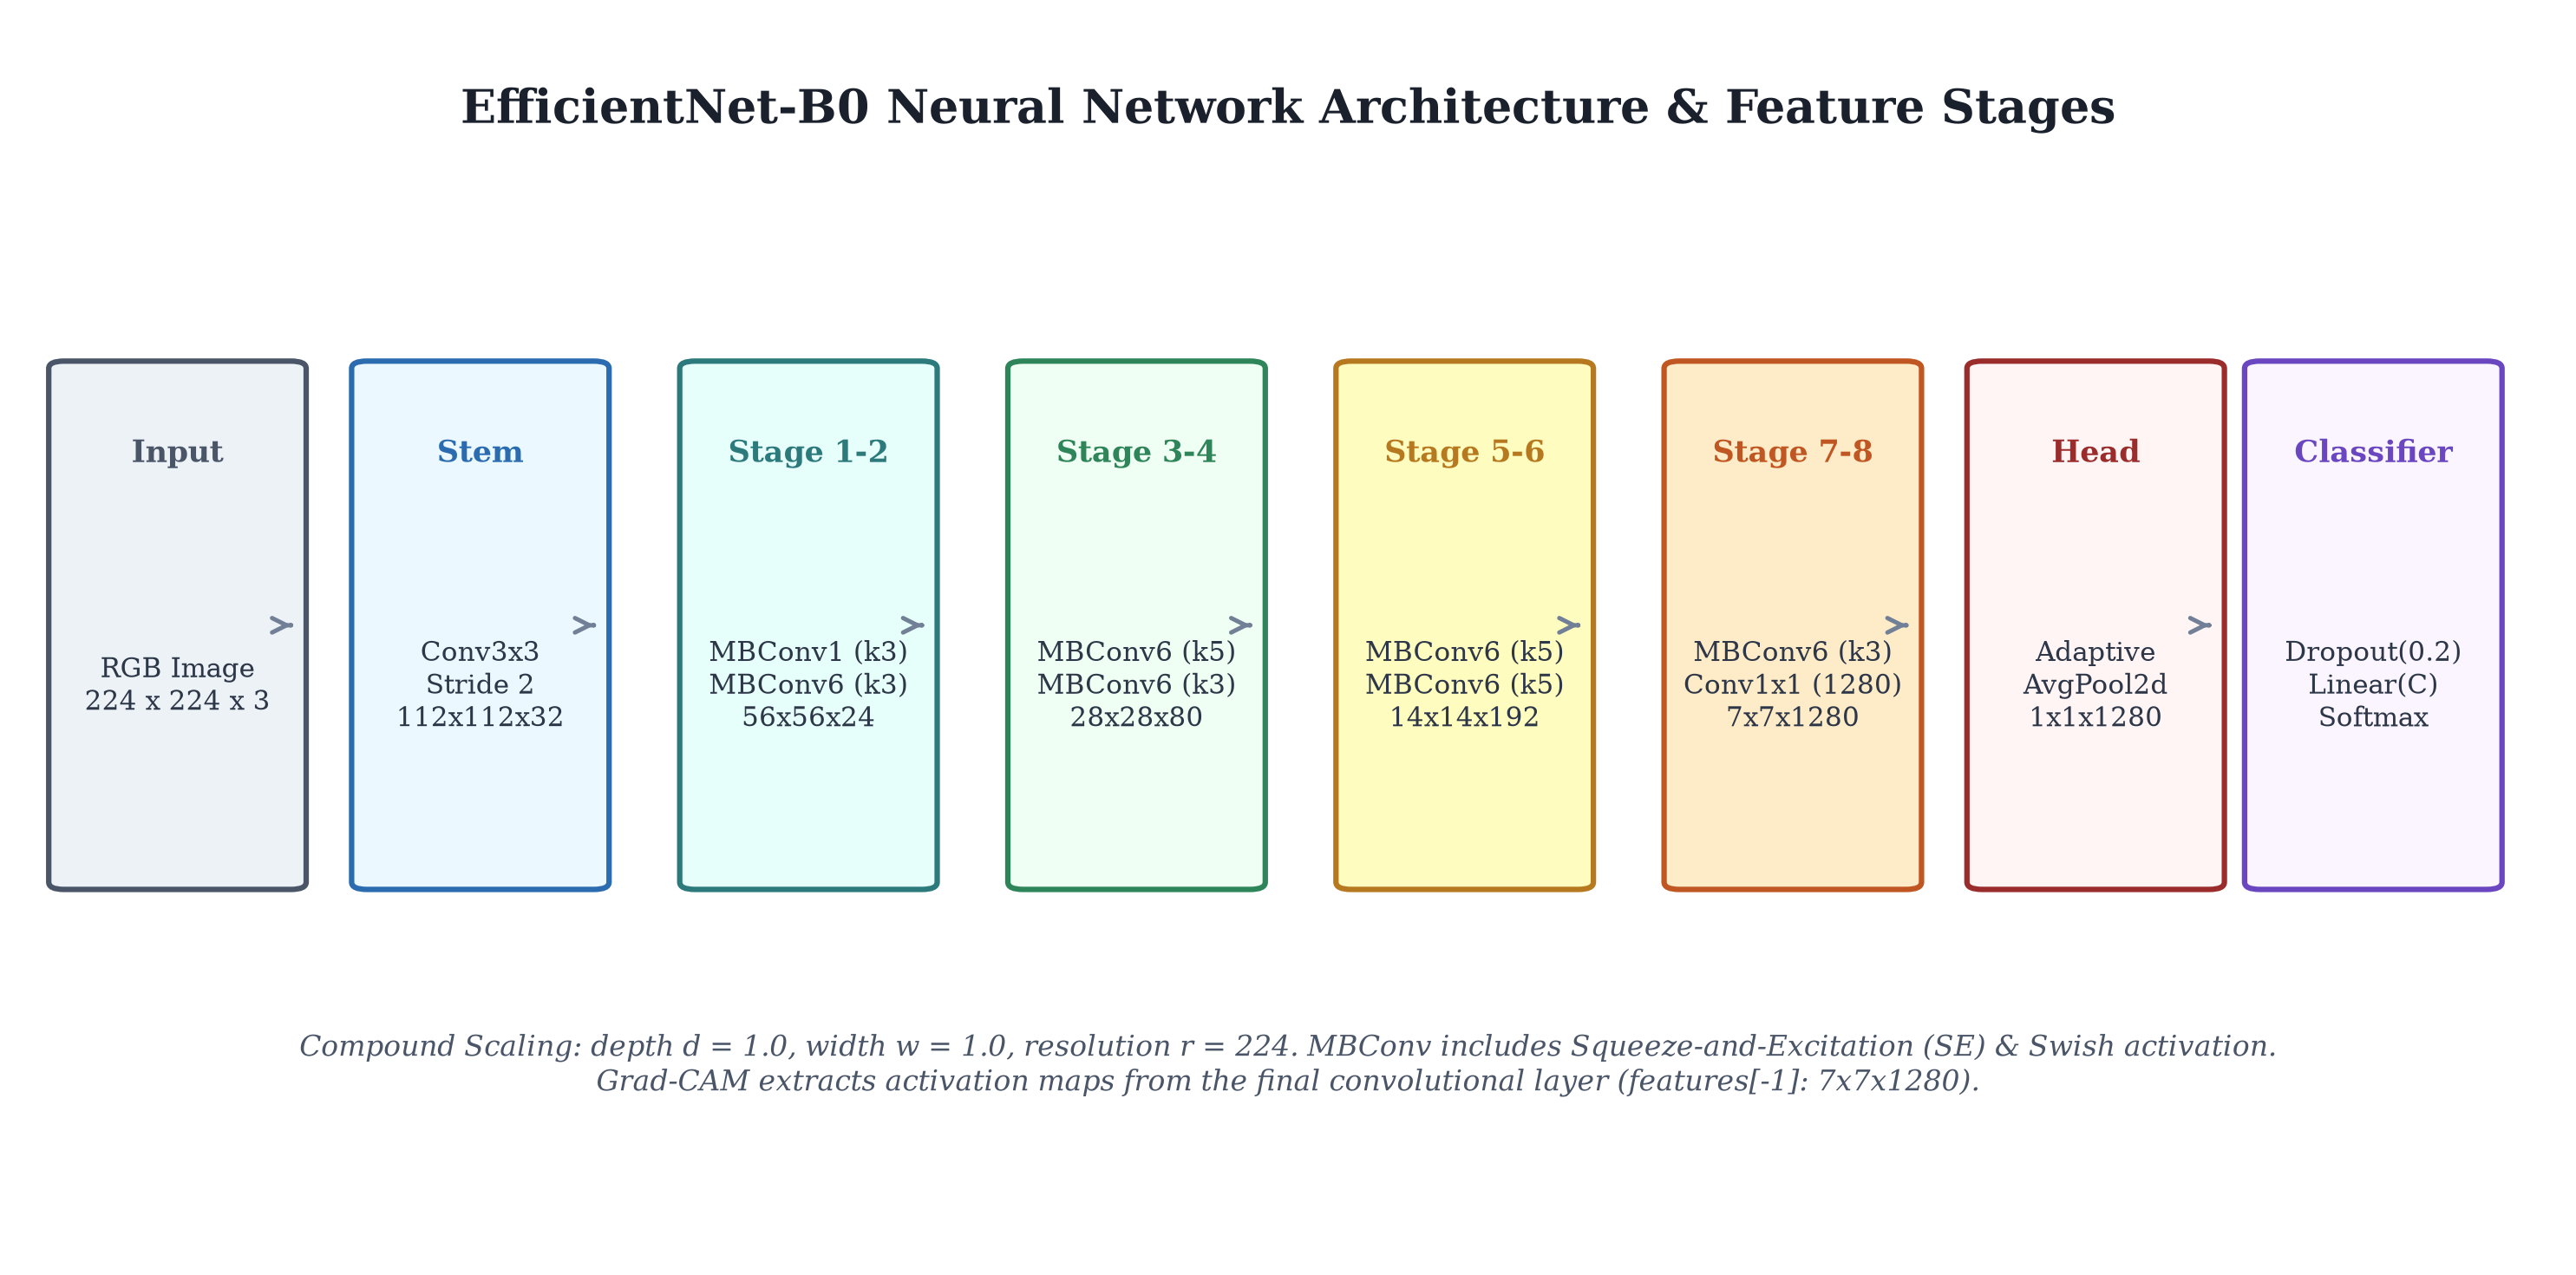 EfficientNet-B0 Neural Network Architecture & Feature Stages
Input
RGB Image
224 x 224 x 3
Stem
Conv3x3
Stride 2
112x112x32
Stage 1-2
MBConv1 (k3)
MBConv6 (k3)
56x56x24
Stage 3-4
MBConv6 (k5)
MBConv6 (k3)
28x28x80
Stage 5-6
MBConv6 (k5)
MBConv6 (k5)
14x14x192
Stage 7-8
MBConv6 (k3)
Conv1x1 (1280)
7x7x1280
Head
Adaptive
AvgPool2d
1x1x1280
Classifier
Dropout(0.2)
Linear(C)
Softmax
Compound Scaling: depth d = 1.0, width w = 1.0, resolution r = 224. MBConv includes Squeeze-and-Excitation (SE) & Swish activation.
Grad-CAM extracts activation maps from the final convolutional layer (features[-1]: 7x7x1280).